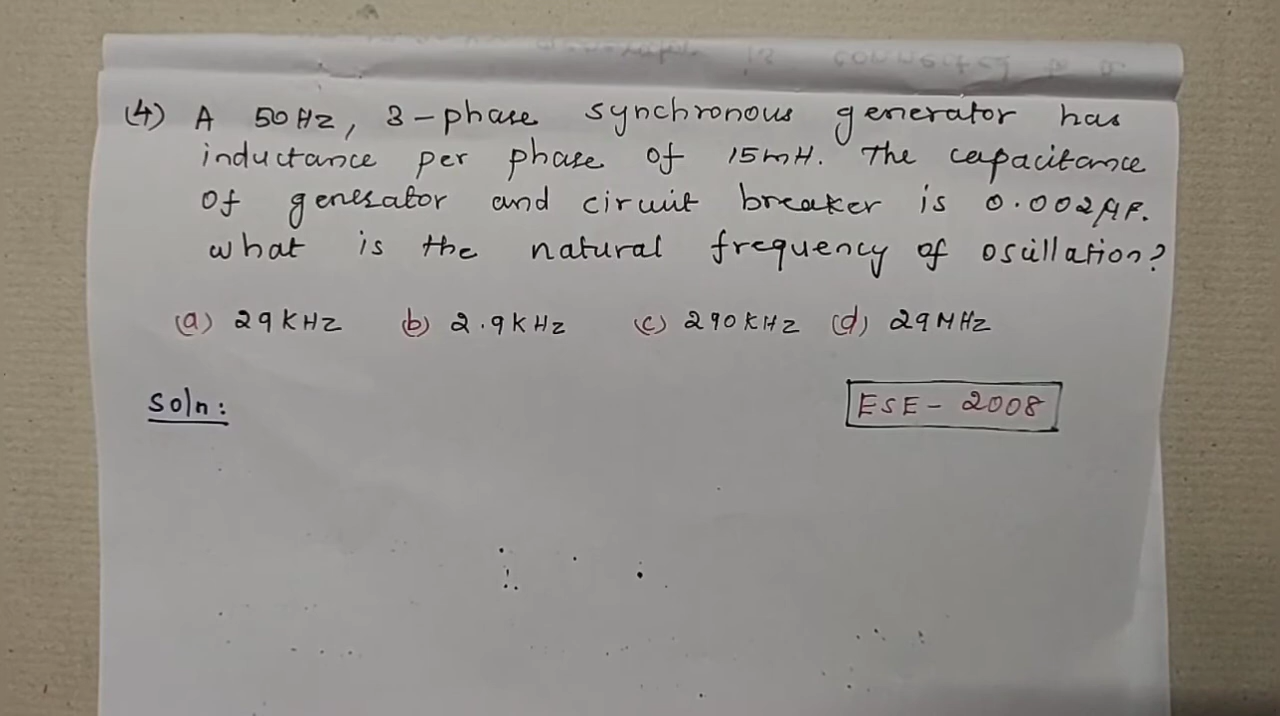 (4) A 50Hz, 3-phase synchronous generator has
inductance per phase of 15mH. The capacitance
of generator and circuit breaker is 0.002μF.
what is the natural frequency of oscillation?
(a) 29KHz (b) 2.9KHz (c) 290KHz (d) 29MHz
Soln:
ESE - 2008